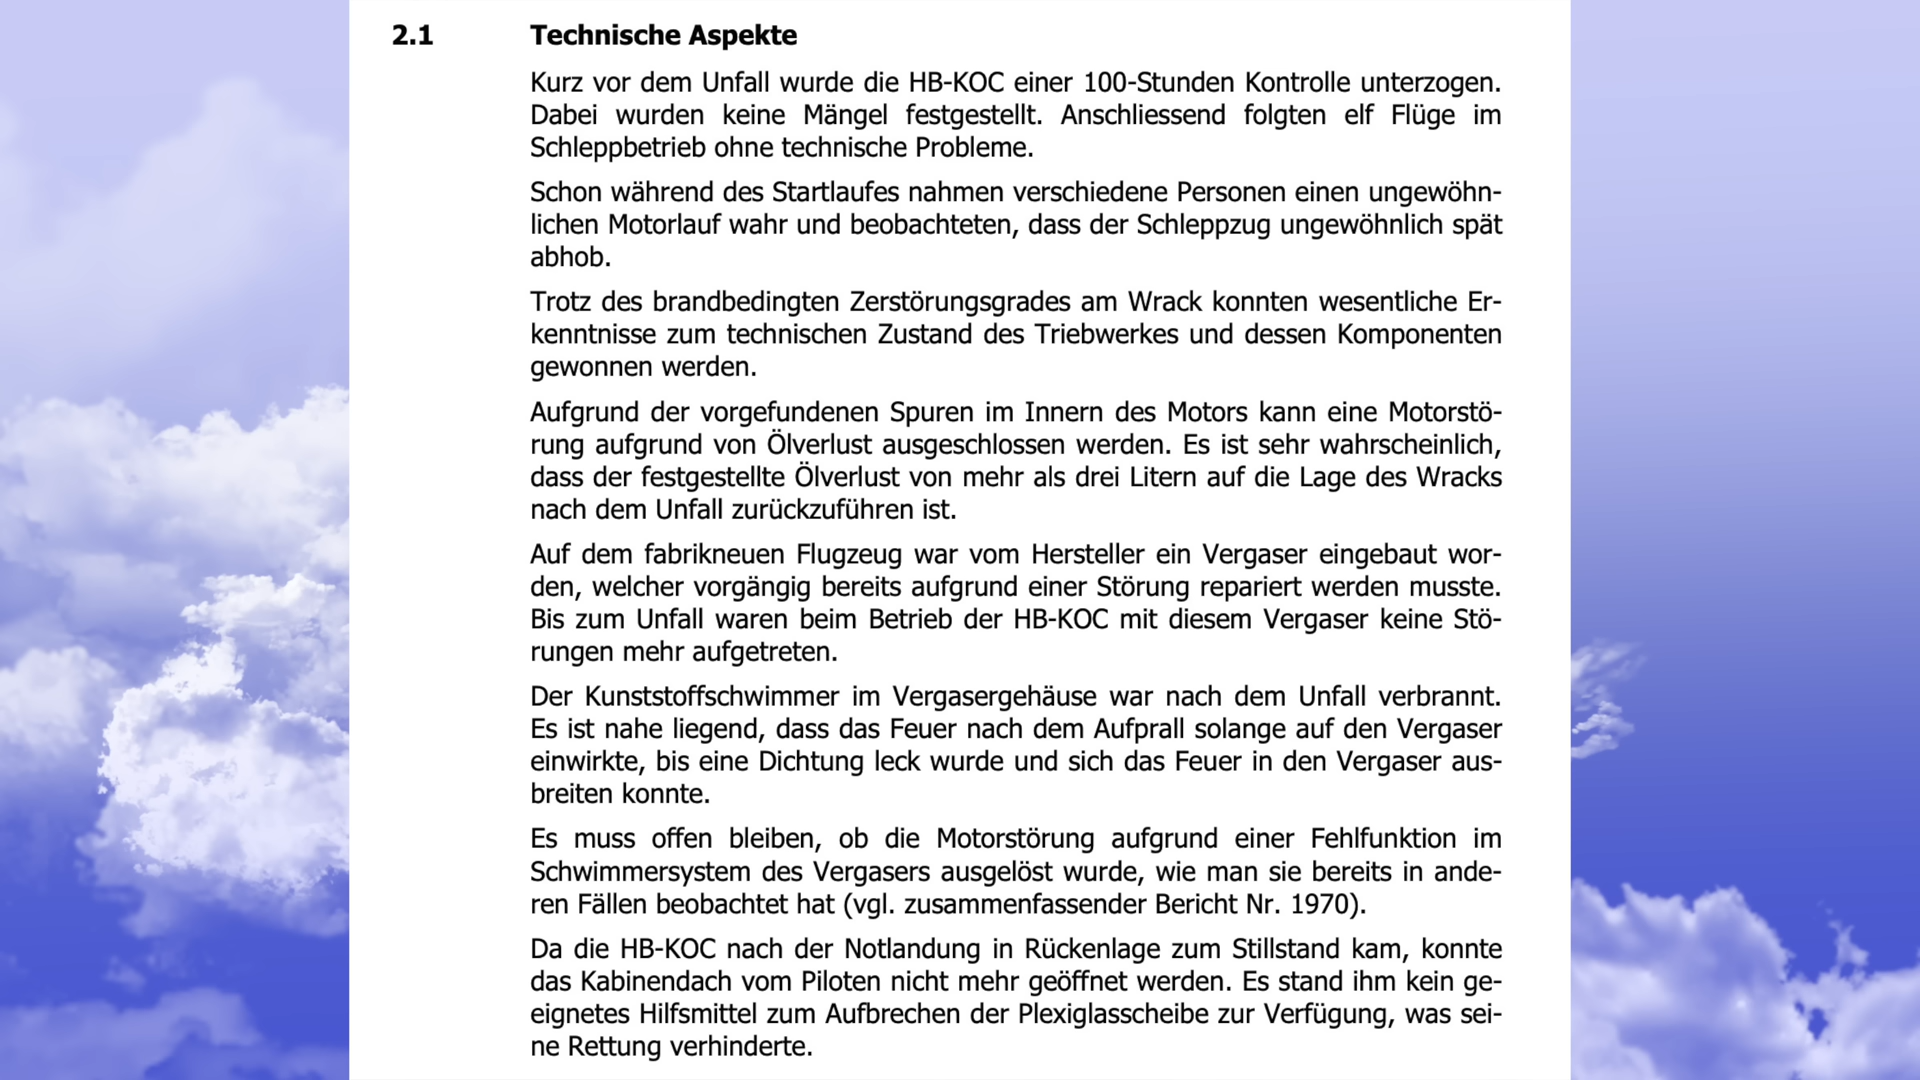 2.1 Technische Aspekte
Kurz vor dem Unfall wurde die HB-KOC einer 100-Stunden Kontrolle unterzogen.
Dabei wurden keine Mängel festgestellt. Anschliessend folgten elf Flüge im
Schleppbetrieb ohne technische Probleme.
Schon während des Startlaufes nahmen verschiedene Personen einen ungewöhn-
lichen Motorlauf wahr und beobachteten, dass der Schleppzug ungewöhnlich spät
abhob.
Trotz des brandbedingten Zerstörungsgrades am Wrack konnten wesentliche Er-
kenntnisse zum technischen Zustand des Triebwerkes und dessen Komponenten
gewonnen werden.
Aufgrund der vorgefundenen Spuren im Innern des Motors kann eine Motorstö-
rung aufgrund von Ölverlust ausgeschlossen werden. Es ist sehr wahrscheinlich,
dass der festgestellte Ölverlust von mehr als drei Litern auf die Lage des Wracks
nach dem Unfall zurückzuführen ist.
Auf dem fabrikneuen Flugzeug war vom Hersteller ein Vergaser eingebaut wor-
den, welcher vorgängig bereits aufgrund einer Störung repariert werden musste.
Bis zum Unfall waren beim Betrieb der HB-KOC mit diesem Vergaser keine Stö-
rungen mehr aufgetreten.
Der Kunststoffschwimmer im Vergasergehäuse war nach dem Unfall verbrannt.
Es ist nahe liegend, dass das Feuer nach dem Aufprall solange auf den Vergaser
einwirkte, bis eine Dichtung leck wurde und sich das Feuer in den Vergaser aus-
breiten konnte.
Es muss offen bleiben, ob die Motorstörung aufgrund einer Fehlfunktion im
Schwimmersystem des Vergasers ausgelöst wurde, wie man sie bereits in ande-
ren Fällen beobachtet hat (vgl. zusammenfassender Bericht Nr. 1970).
Da die HB-KOC nach der Notlandung in Rückenlage zum Stillstand kam, konnte
das Kabinendach vom Piloten nicht mehr geöffnet werden. Es stand ihm kein ge-
eignetes Hilfsmittel zum Aufbrechen der Plexiglasscheibe zur Verfügung, was sei-
ne Rettung verhinderte.